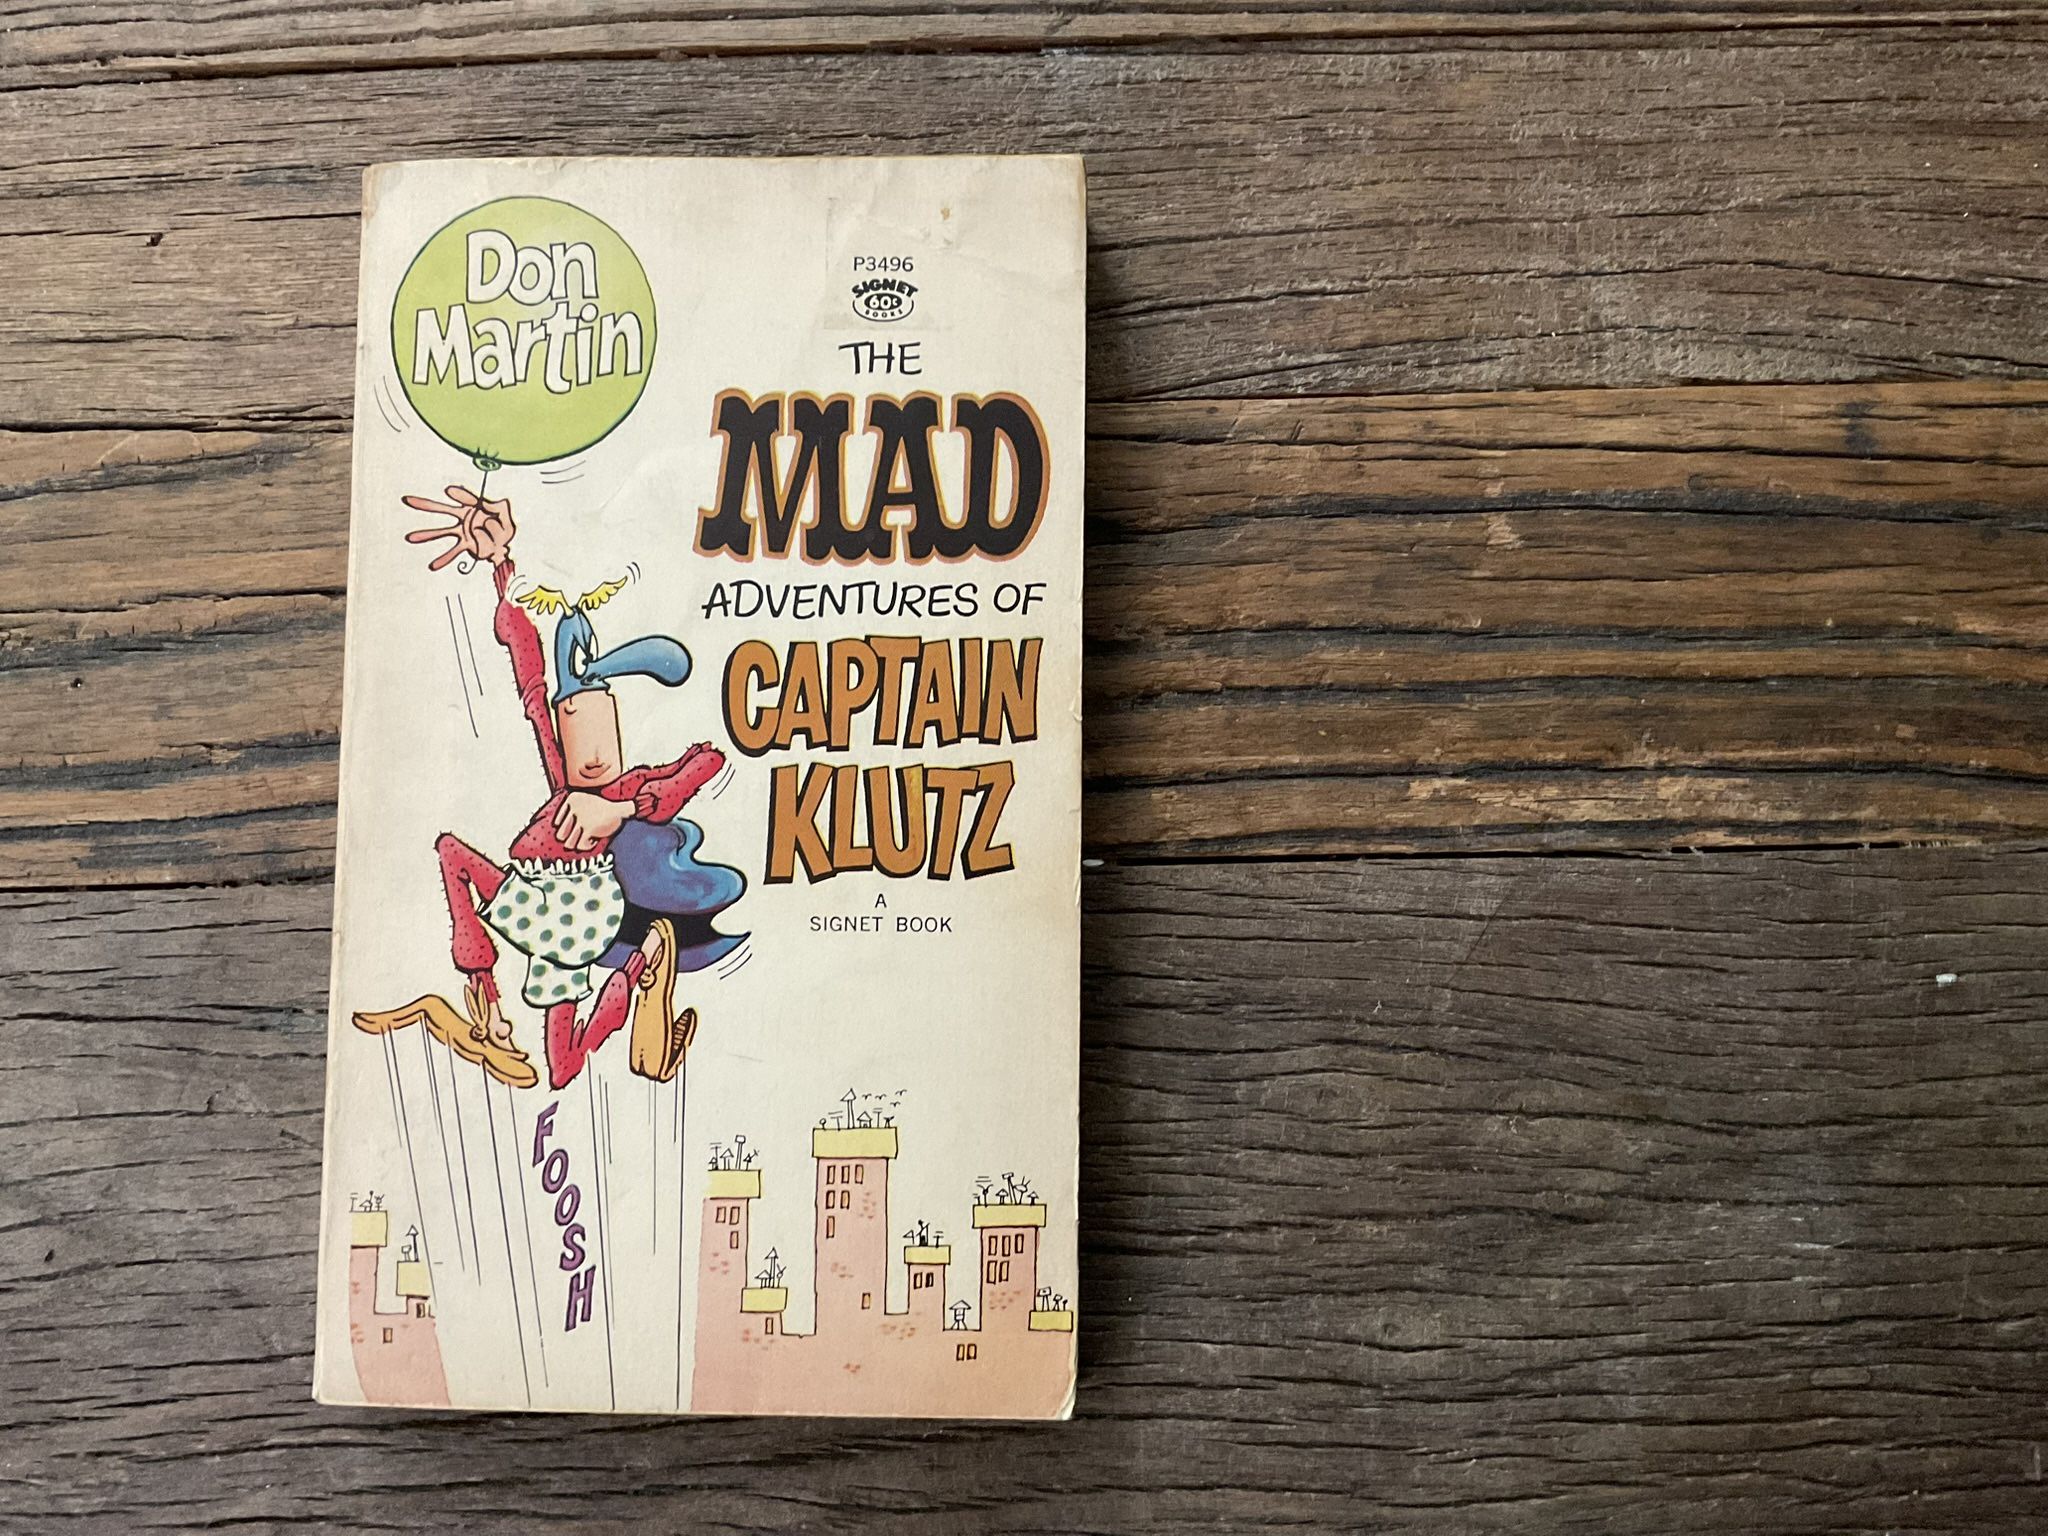 Don
Martin
P3496
SIGNET
60¢
BOOKS
THE
MAD
ADVENTURES OF
CAPTAIN
KLUTZ
A
SIGNET BOOK
FOOSH